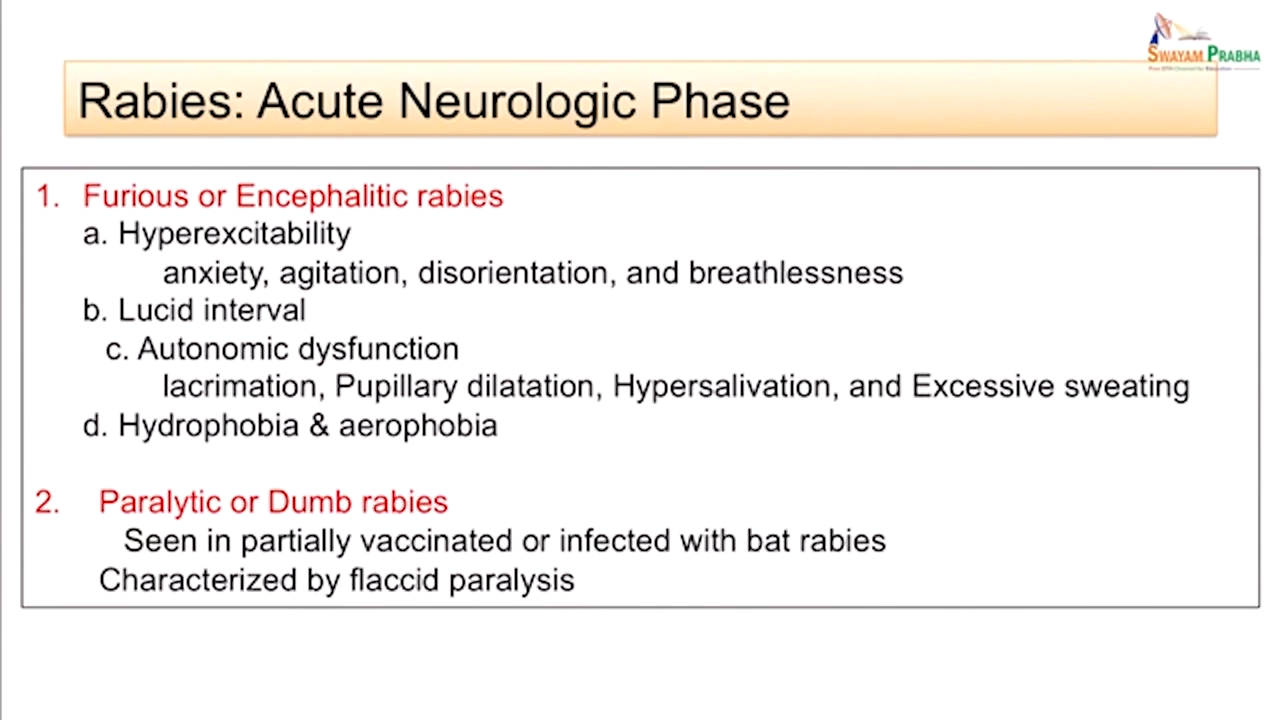 SWAYAM PRABHA
Rabies: Acute Neurologic Phase
1. Furious or Encephalitic rabies
a. Hyperexcitability
anxiety, agitation, disorientation, and breathlessness
b. Lucid interval
c. Autonomic dysfunction
lacrimation, Pupillary dilatation, Hypersalivation, and Excessive sweating
d. Hydrophobia & aerophobia
2. Paralytic or Dumb rabies
Seen in partially vaccinated or infected with bat rabies
Characterized by flaccid paralysis